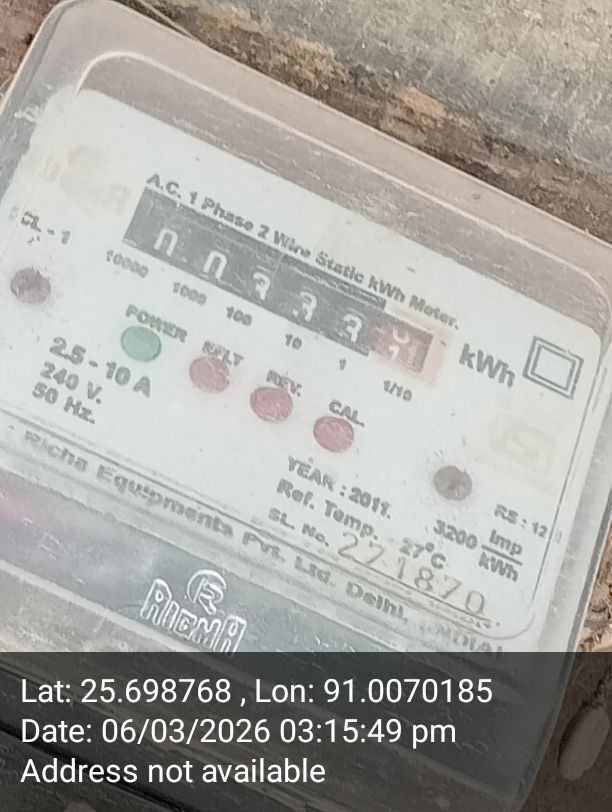 A.C. 1 Phase 2 Wire Static kWh Meter.
CL - 1
10000 1000 100 10 1 1/10
kWh
POWER RFLT REV. CAL.
2.5 - 10 A
240 V.
50 Hz.
YEAR : 2011.
Ref. Temp. 27°C
SL. No. 271870
3200 Imp/kWh
Richa Equipments Pvt. Ltd. Delhi, (INDIA)
R
RICHA
Lat: 25.698768 , Lon: 91.0070185
Date: 06/03/2026 03:15:49 pm
Address not available